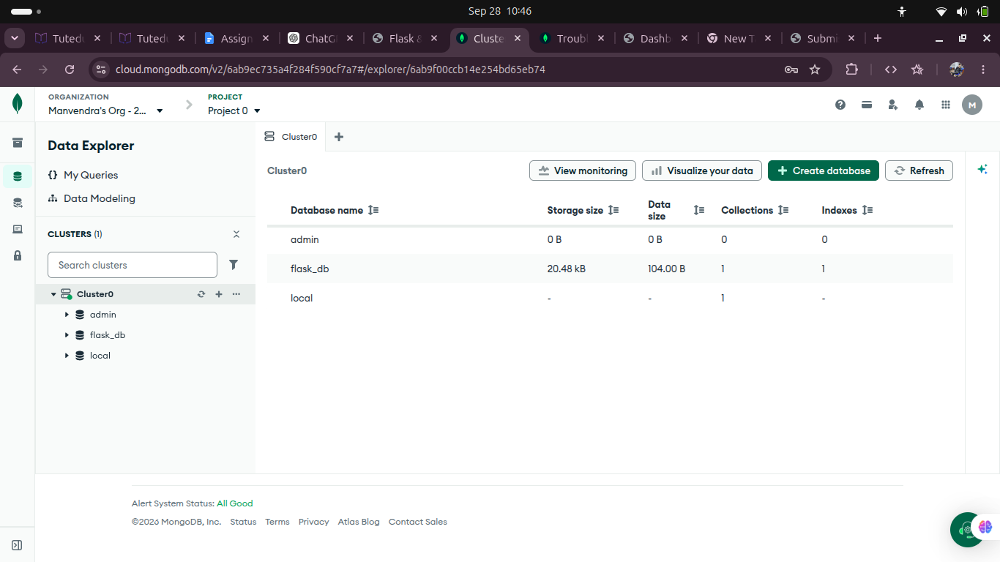 Sep 28 10:46
Tutedu
Tutedu
Assign
ChatG
Flask &
Cluste
Troubl
Dashb
New T
Submi
cloud.mongodb.com/v2/6ab9ec735a4f284f590cf7a7#/explorer/6ab9f00ccb14e254bd65eb74
ORGANIZATION
Manvendra's Org - 2...
PROJECT
Project 0
M
Data Explorer
My Queries
Data Modeling
CLUSTERS (1)
Search clusters
Cluster0
admin
flask_db
local
Cluster0
Cluster0
View monitoring
Visualize your data
Create database
Refresh
Database name Storage size Data size Collections Indexes
admin 0 B 0 B 0 0
flask_db 20.48 kB 104.00 B 1 1
local - - 1 -
Alert System Status: All Good
©2026 MongoDB, Inc. Status Terms Privacy Atlas Blog Contact Sales